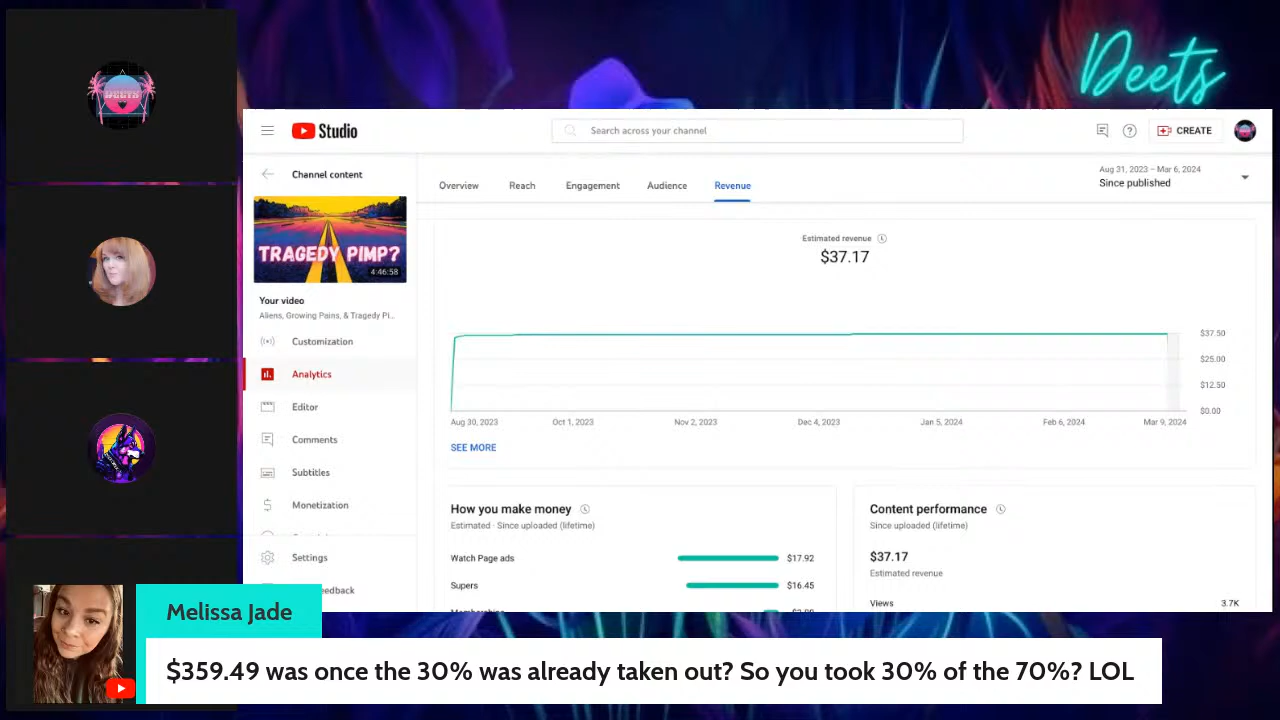 Deets
Studio
Search across your channel
CREATE
Channel content
Overview
Reach
Engagement
Audience
Revenue
Aug 31, 2023 – Mar 6, 2024
Since published
TRAGEDY PIMP?
4:46:58
Your video
Aliens, Growing Pains, & Tragedy Pi...
Customization
Analytics
Editor
Comments
Subtitles
Monetization
Settings
Estimated revenue
$37.17
$37.50
$25.00
$12.50
$0.00
Aug 30, 2023
Oct 1, 2023
Nov 2, 2023
Dec 4, 2023
Jan 5, 2024
Feb 6, 2024
Mar 9, 2024
SEE MORE
How you make money
Estimated · Since uploaded (lifetime)
Watch Page ads
$17.92
Supers
$16.45
Content performance
Since uploaded (lifetime)
$37.17
Estimated revenue
Views
3.7K
Melissa Jade
$359.49 was once the 30% was already taken out? So you took 30% of the 70%? LOL